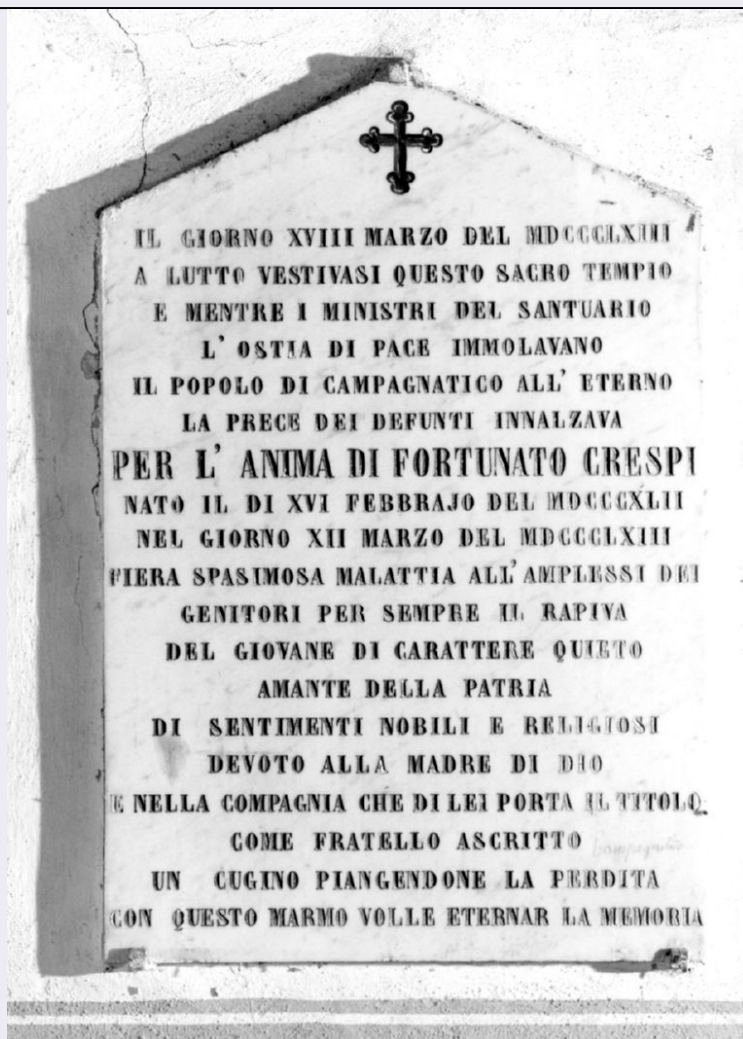 IL GIORNO XVIII MARZO DEL MDCCCLXIII
A LUTTO VESTIVASI QUESTO SACRO TEMPIO
E MENTRE I MINISTRI DEL SANTUARIO
L' OSTIA DI PACE IMMOLAVANO
IL POPOLO DI CAMPAGNATICO ALL' ETERNO
LA PRECE DEI DEFUNTI INNALZAVA
PER L' ANIMA DI FORTUNATO CRESPI
NATO IL DI XVI FEBBRAJO DEL MDCCCXLII
NEL GIORNO XII MARZO DEL MDCCCLXIII
FIERA SPASIMOSA MALATTIA ALL' AMPLESSI DEI
GENITORI PER SEMPRE IL RAPIVA
DEL GIOVANE DI CARATTERE QUIETO
AMANTE DELLA PATRIA
DI SENTIMENTI NOBILI E RELIGIOSI
DEVOTO ALLA MADRE DI DIO
E NELLA COMPAGNIA CHE DI LEI PORTA IL TITOLO
COME FRATELLO ASCRITTO
UN CUGINO PIANGENDONE LA PERDITA
CON QUESTO MARMO VOLLE ETERNAR LA MEMORIA